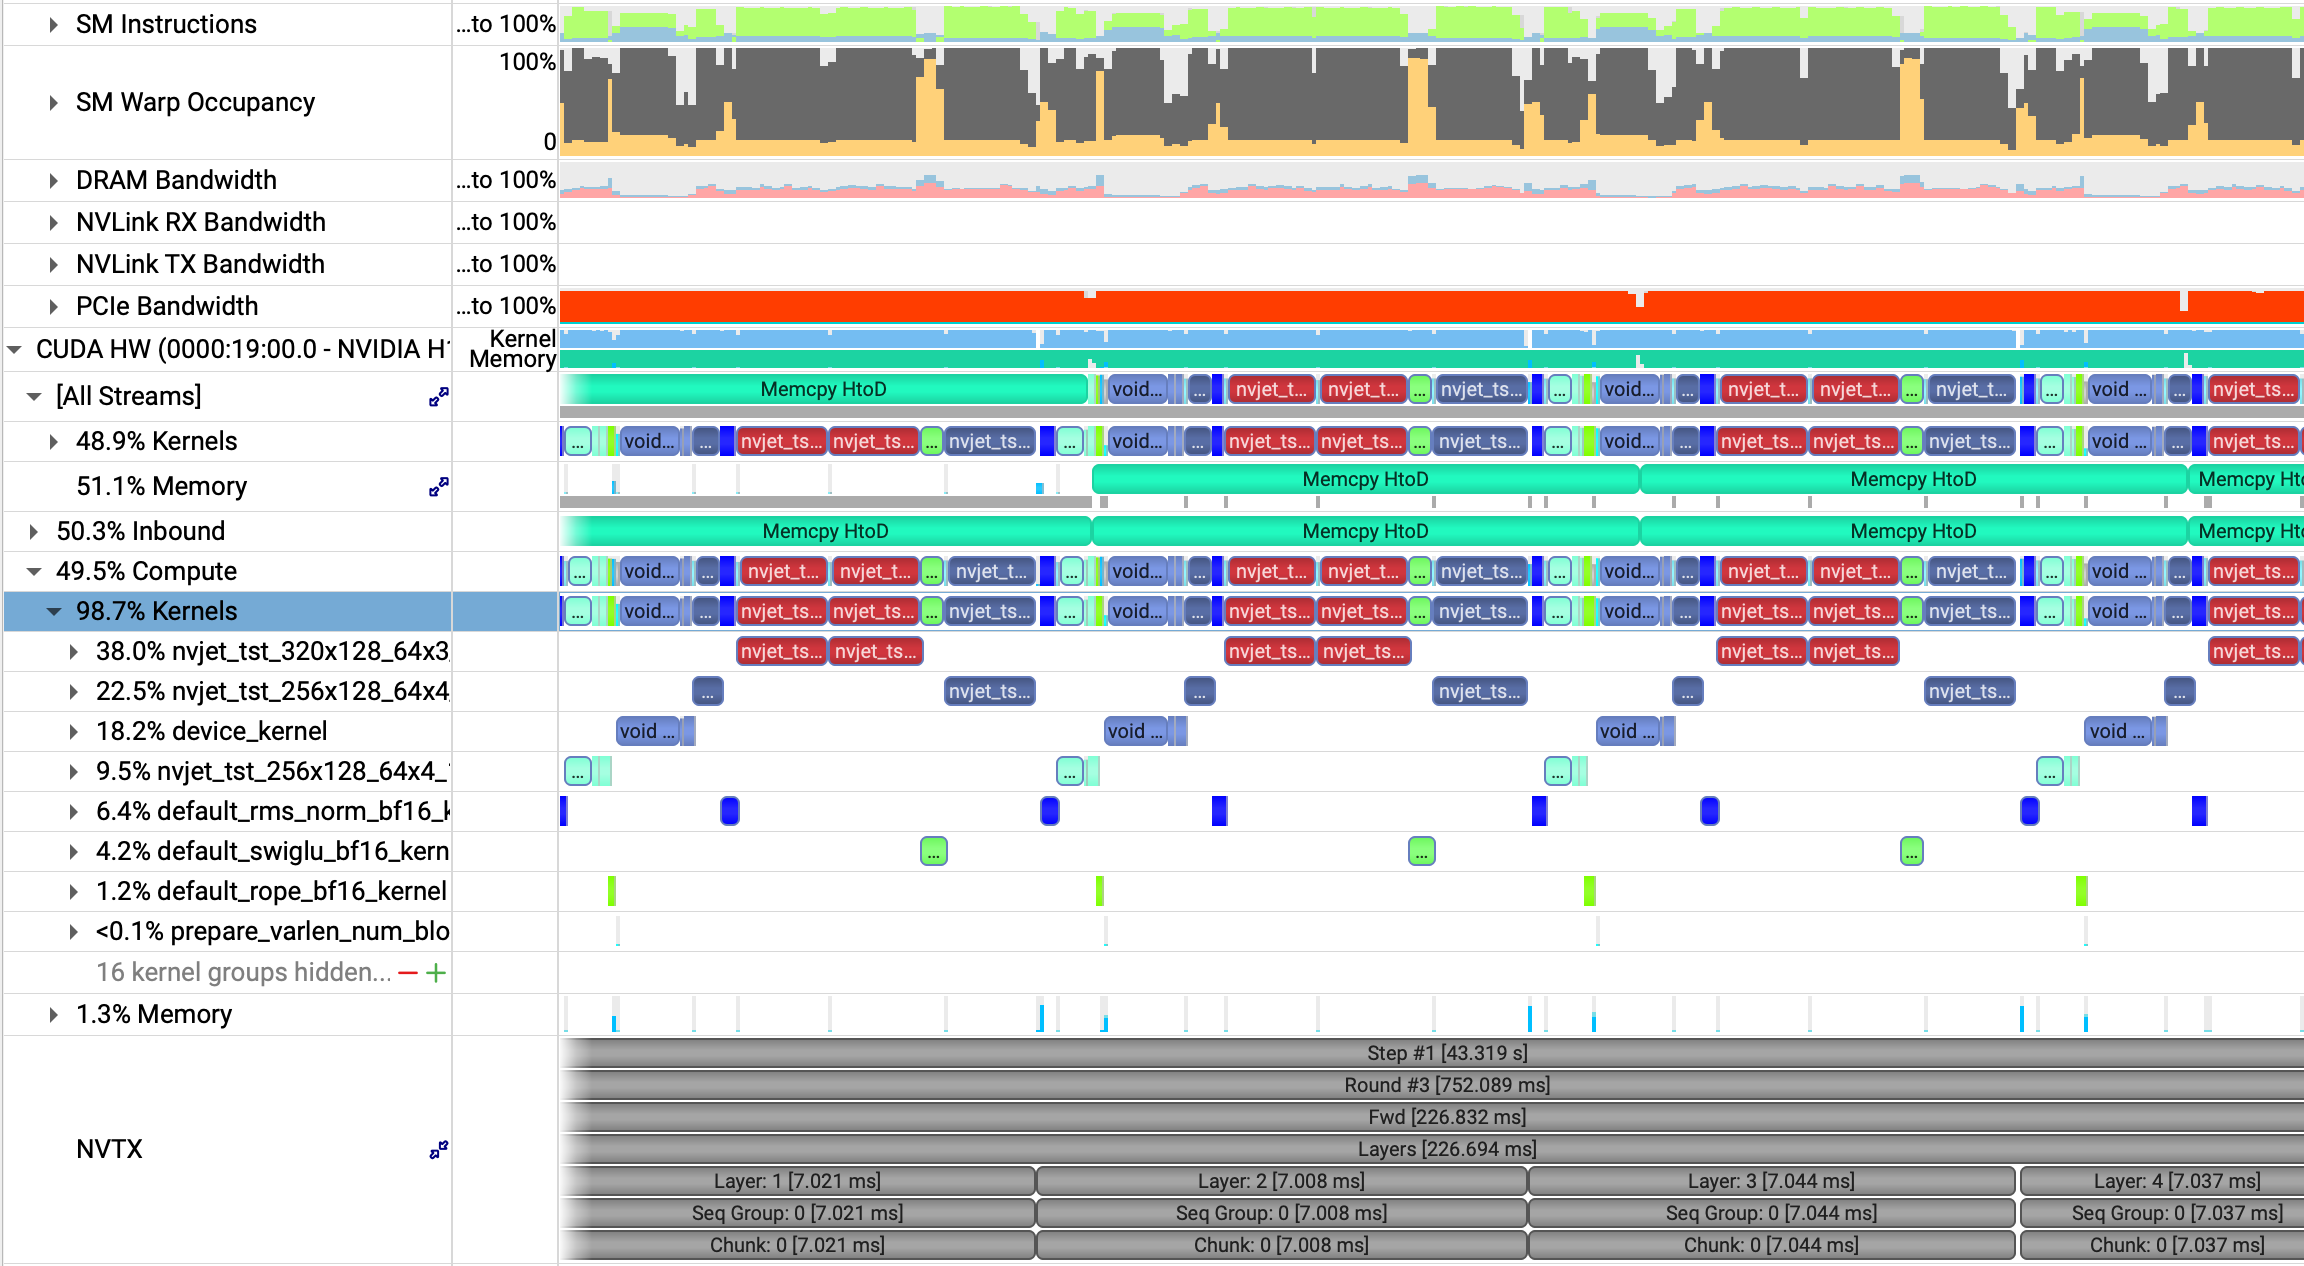 SM Instructions ...to 100%
100%
SM Warp Occupancy
0
DRAM Bandwidth ...to 100%
NVLink RX Bandwidth ...to 100%
NVLink TX Bandwidth ...to 100%
PCIe Bandwidth ...to 100%
Kernel
CUDA HW (0000:19:00.0 - NVIDIA H1
Memory
[All Streams] Memcpy HtoD void... ... nvjet_t... nvjet_t... ... nvjet_ts... ... void... ... nvjet_t... nvjet_t... ... nvjet_t... ... void ... ... nvjet_ts...
48.9% Kernels ... void... ... nvjet_ts... nvjet_ts... ... nvjet_ts... ... void... ... nvjet_ts... nvjet_ts... ... nvjet_ts... ... void... ... nvjet_ts... nvjet_ts... ... nvjet_ts... ... void ... ... nvjet_ts...
51.1% Memory Memcpy HtoD Memcpy HtoD Memcpy Htc
50.3% Inbound Memcpy HtoD Memcpy HtoD Memcpy HtoD Memcpy Htc
49.5% Compute ... void... ... nvjet_t... nvjet_t... ... nvjet_t... ... void... ... nvjet_t... nvjet_t... ... nvjet_ts... ... void... ... nvjet_t... nvjet_t... ... nvjet_t... ... void ... ... nvjet_ts...
98.7% Kernels ... void... ... nvjet_ts... nvjet_ts... ... nvjet_ts... ... void... ... nvjet_ts... nvjet_ts... ... nvjet_ts... ... void... ... nvjet_ts... nvjet_ts... ... nvjet_ts... ... void ... ... nvjet_ts...
38.0% nvjet_tst_320x128_64x3 nvjet_ts... nvjet_ts... nvjet_ts... nvjet_ts... nvjet_ts... nvjet_ts... nvjet_ts...
22.5% nvjet_tst_256x128_64x4 ... nvjet_ts... ... nvjet_ts... ... nvjet_ts... ...
18.2% device_kernel void ... void ... void ... void ...
9.5% nvjet_tst_256x128_64x4_ ... ... ... ...
6.4% default_rms_norm_bf16_k
4.2% default_swiglu_bf16_kern ... ... ...
1.2% default_rope_bf16_kernel
<0.1% prepare_varlen_num_blo
16 kernel groups hidden... − +
1.3% Memory
Step #1 [43.319 s]
Round #3 [752.089 ms]
Fwd [226.832 ms]
NVTX Layers [226.694 ms]
Layer: 1 [7.021 ms] Layer: 2 [7.008 ms] Layer: 3 [7.044 ms] Layer: 4 [7.037 ms]
Seq Group: 0 [7.021 ms] Seq Group: 0 [7.008 ms] Seq Group: 0 [7.044 ms] Seq Group: 0 [7.037 ms]
Chunk: 0 [7.021 ms] Chunk: 0 [7.008 ms] Chunk: 0 [7.044 ms] Chunk: 0 [7.037 ms]